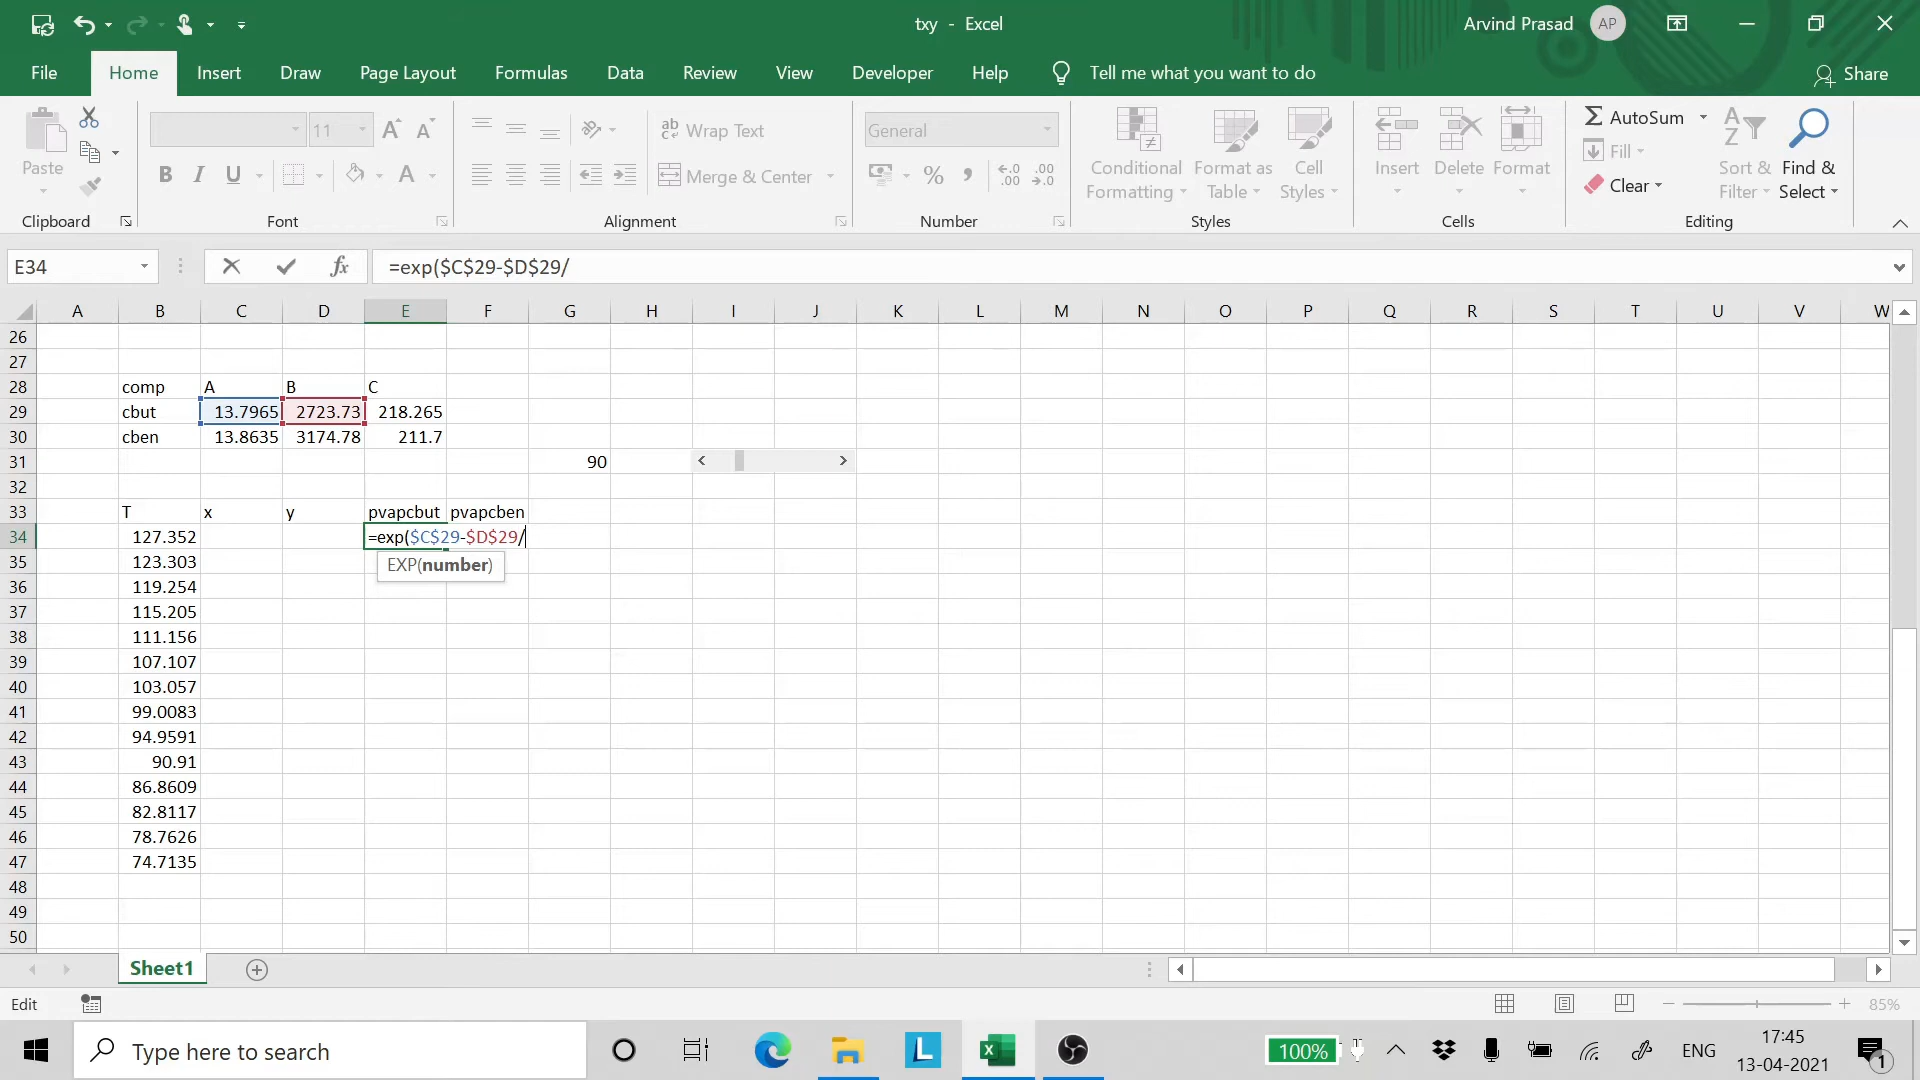 txy - Excel
Arvind Prasad AP
File Home Insert Draw Page Layout Formulas Data Review View Developer Help Tell me what you want to do Share
Paste
Clipboard
11
B I U A
Font
ab Wrap Text
Merge & Center
Alignment
General
%
Number
Conditional Formatting
Format as Table
Cell Styles
Styles
Insert
Delete
Format
Cells
AutoSum
Fill
Clear
Sort & Filter
Find & Select
Editing
E34 fx =exp($C$29-$D$29/
A B C D E F G H I J K L M N O P Q R S T U V W
26
27
28 comp A B C
29 cbut 13.7965 2723.73 218.265
30 cben 13.8635 3174.78 211.7
31 90
32
33 T x y pvapcbut pvapcben
34 127.352 =exp($C$29-$D$29/
EXP(number)
35 123.303
36 119.254
37 115.205
38 111.156
39 107.107
40 103.057
41 99.0083
42 94.9591
43 90.91
44 86.8609
45 82.8117
46 78.7626
47 74.7135
48
49
50
Sheet1
Edit
85%
Type here to search
L
100%
ENG
17:45
13-04-2021
1